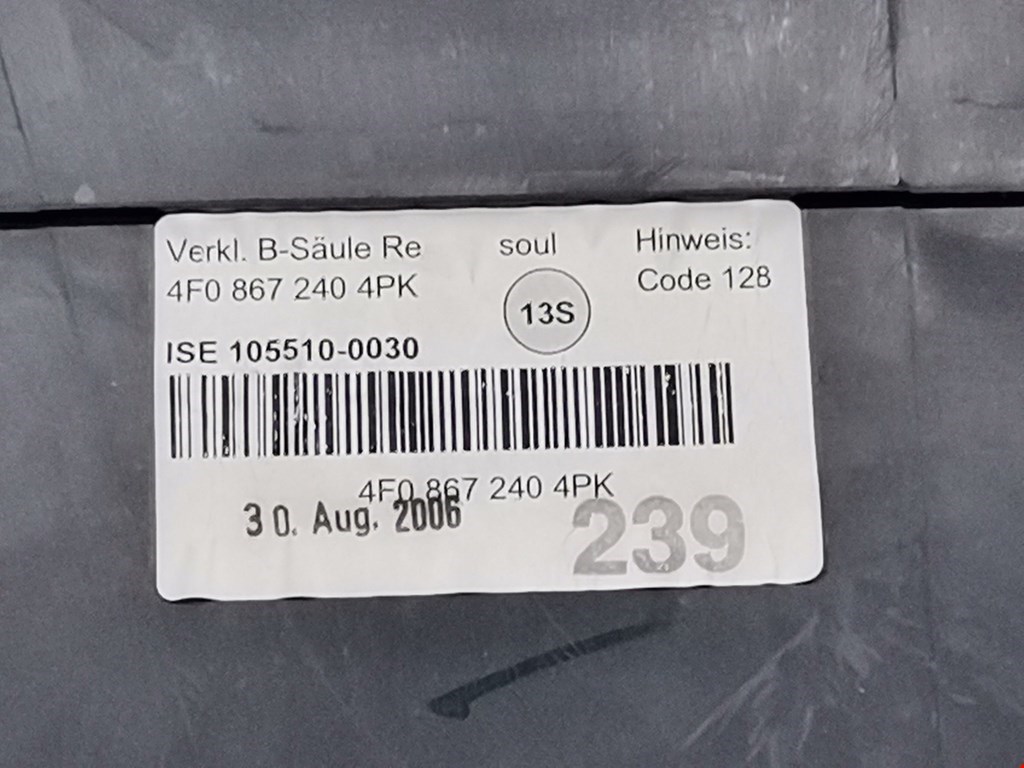 Verkl. B-Säule Re
4F0 867 240 4PK
soul
13S
Hinweis:
Code 128
ISE 105510-0030
4F0 867 240 4PK
30. Aug. 2006
239